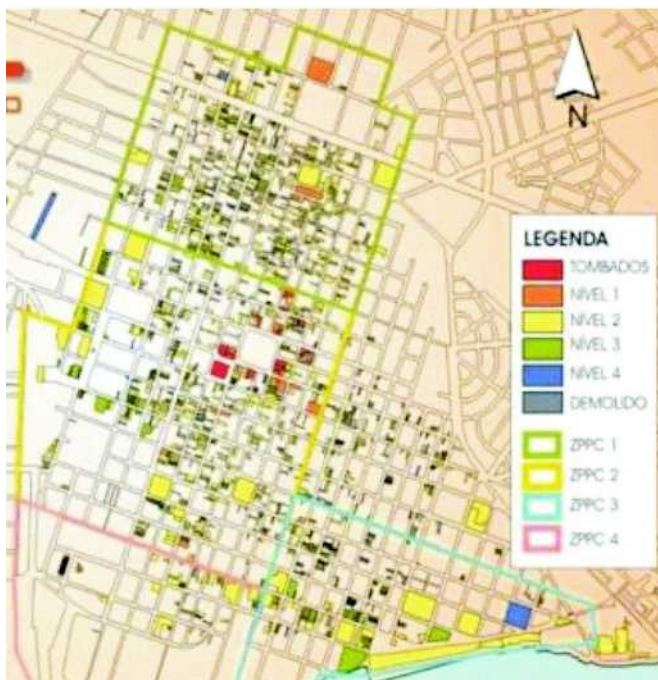 N
LEGENDA
TOMBADOS
NÍVEL 1
NÍVEL 2
NÍVEL 3
NÍVEL 4
DEMOLIDO
ZPPC 1
ZPPC 2
ZPPC 3
ZPPC 4